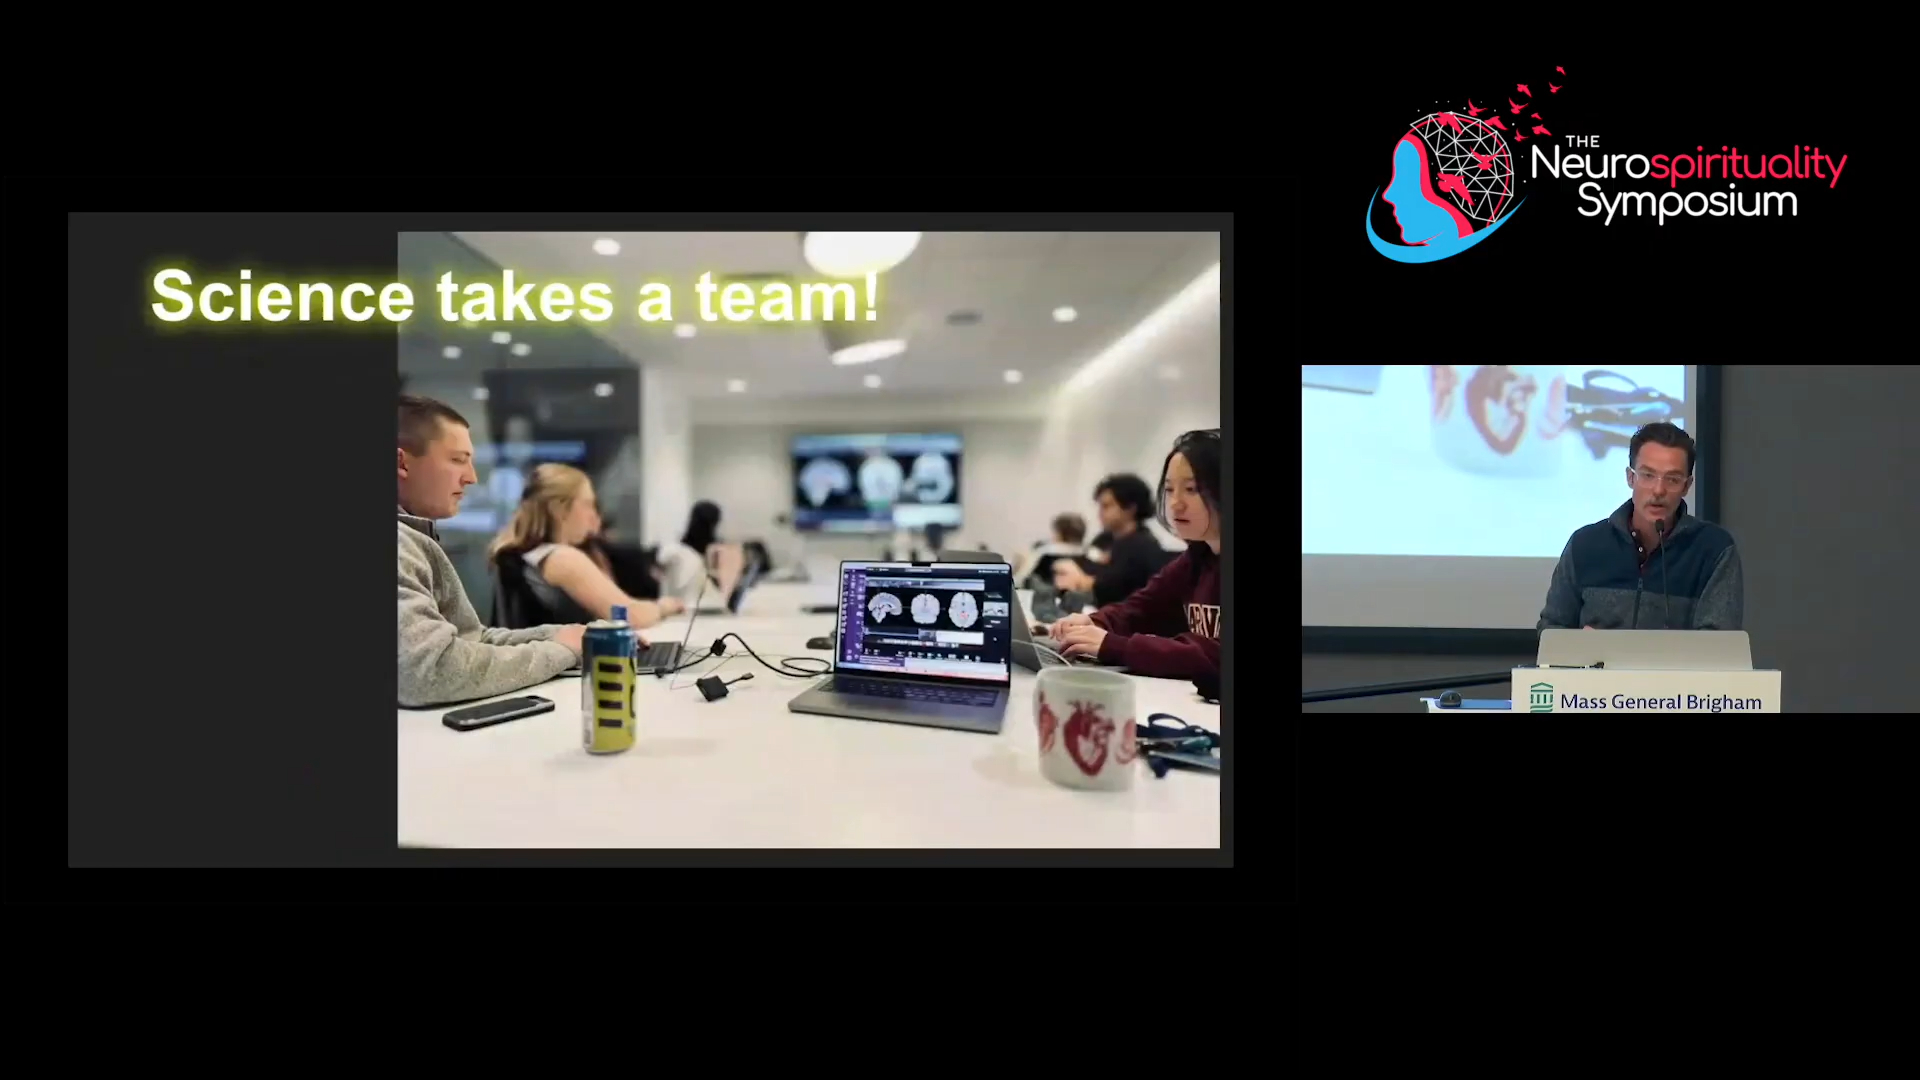 Science takes a team!
THE
Neurospirituality
Symposium
Mass General Brigham